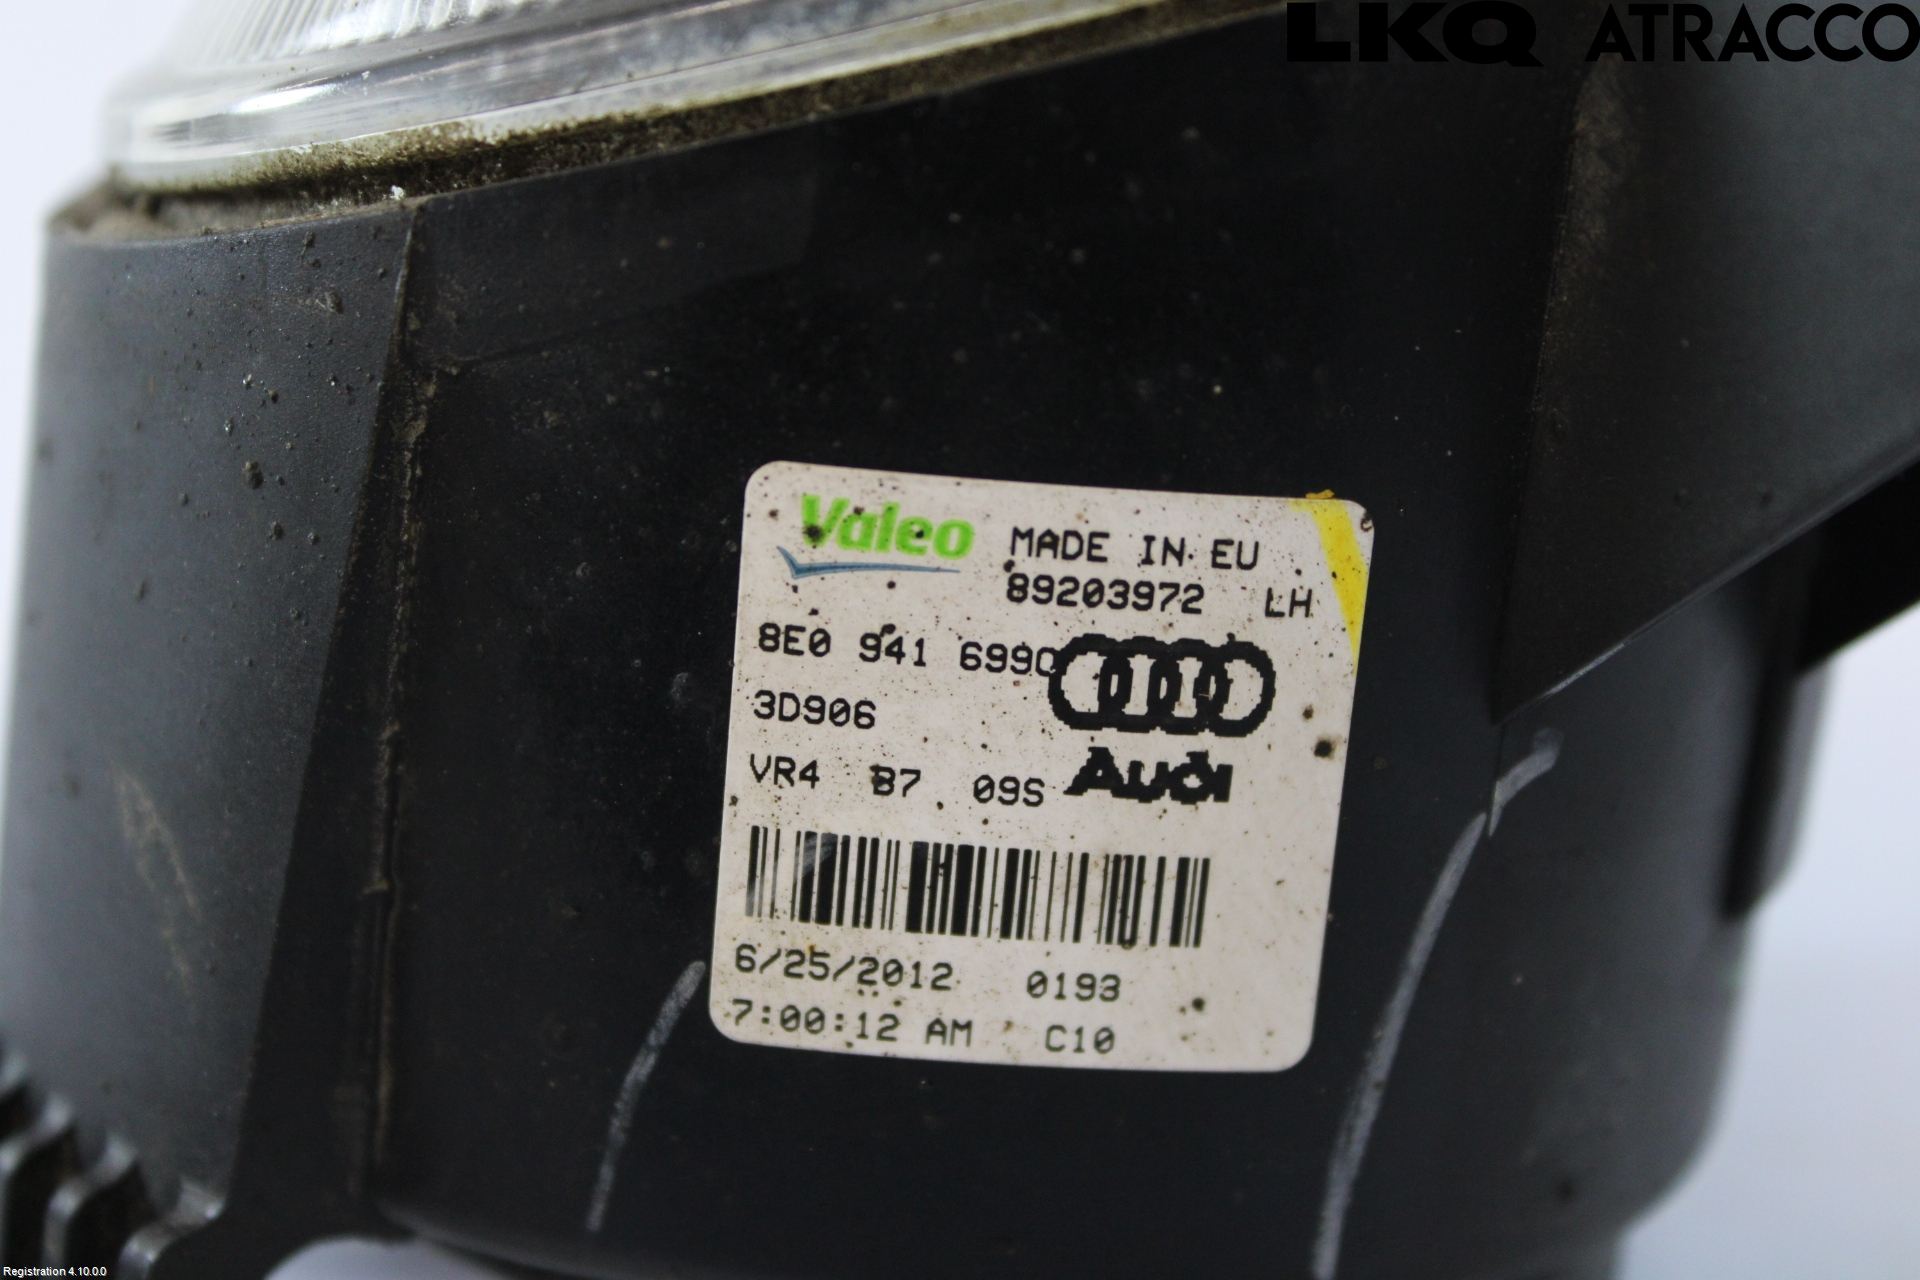 LKQ ATRACCO
Valeo MADE IN EU
89203972 LH
8E0 941 699C
3D906
VR4 B7 09S Audi
6/25/2012 0193
7:00:12 AM C10
Registration 4.10.0.0